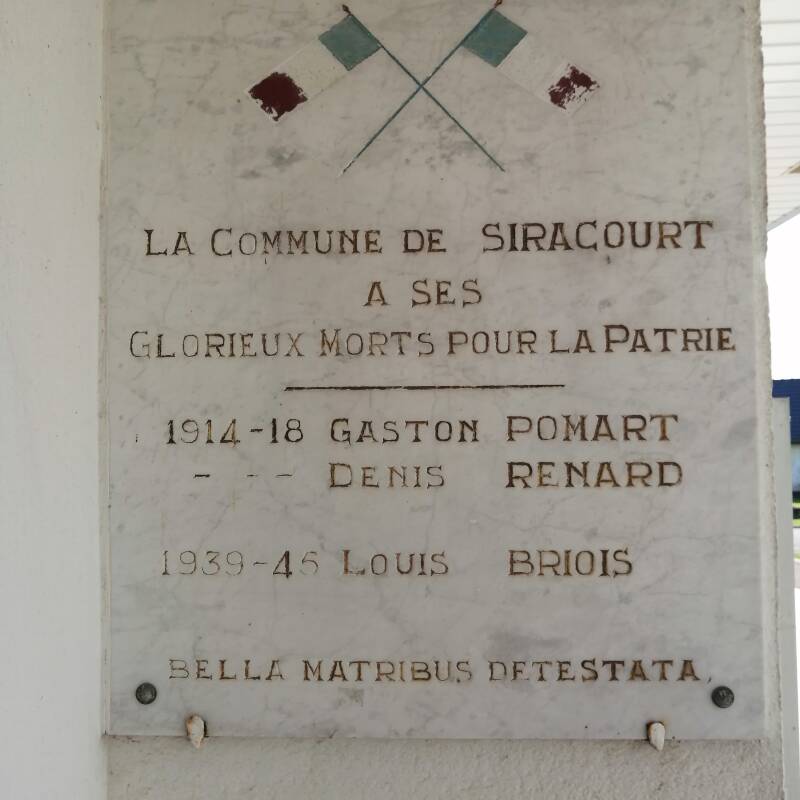 LA COMMUNE DE SIRACOURT
A SES
GLORIEUX MORTS POUR LA PATRIE
1914-18 GASTON POMART
- - - DENIS RENARD
1939-45 LOUIS BRIOIS
BELLA MATRIBUS DETESTATA.